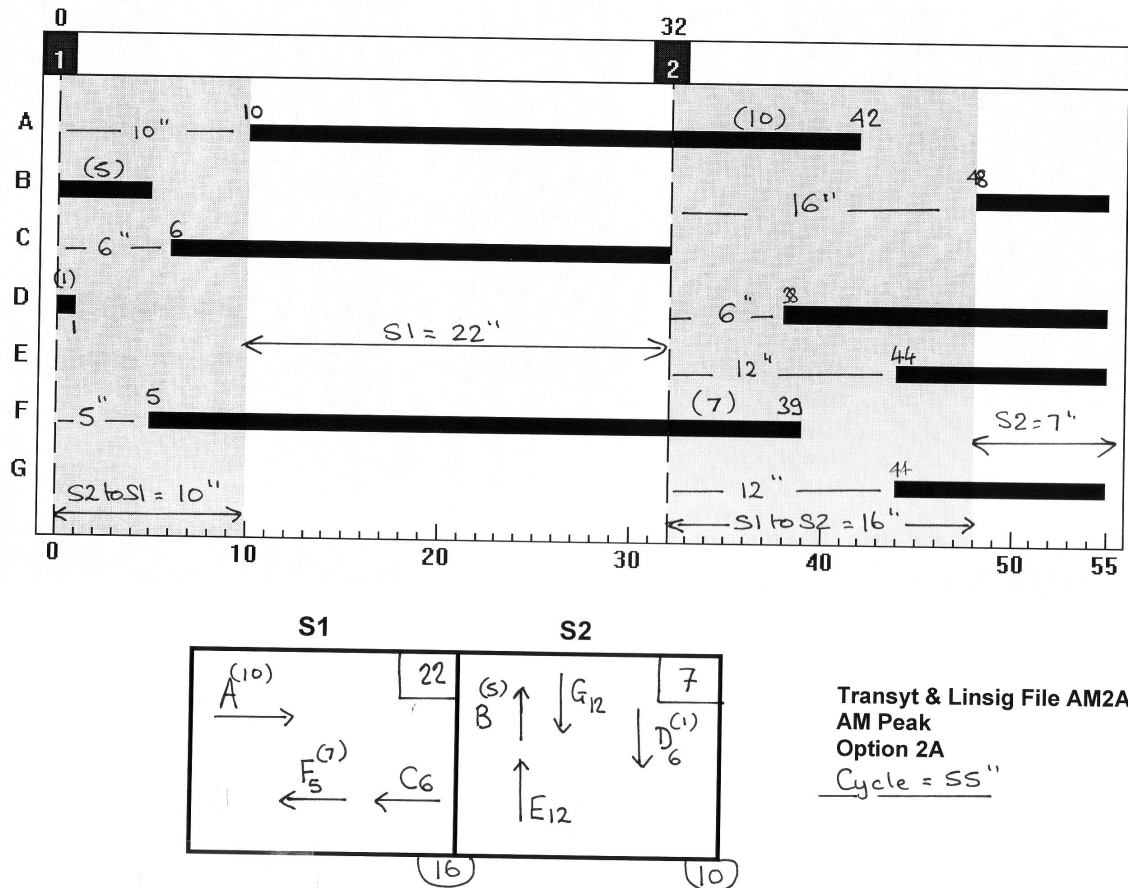 0 32
1 2
A 10" 10 (10) 42
B (5) 16" 48
C 6" 6
D (1) 1 6" 38
S1 = 22"
E 12" 44
F 5" 5 (7) 39 S2 = 7"
G 12" 44
S2 to S1 = 10" S1 to S2 = 16"
0 10 20 30 40 50 55
S1 S2
A (10) 22 (5) B G12 7
F5 (7) C6 E12 D6 (1)
16 10
Transyt & Linsig File AM2A
AM Peak
Option 2A
Cycle = 55"